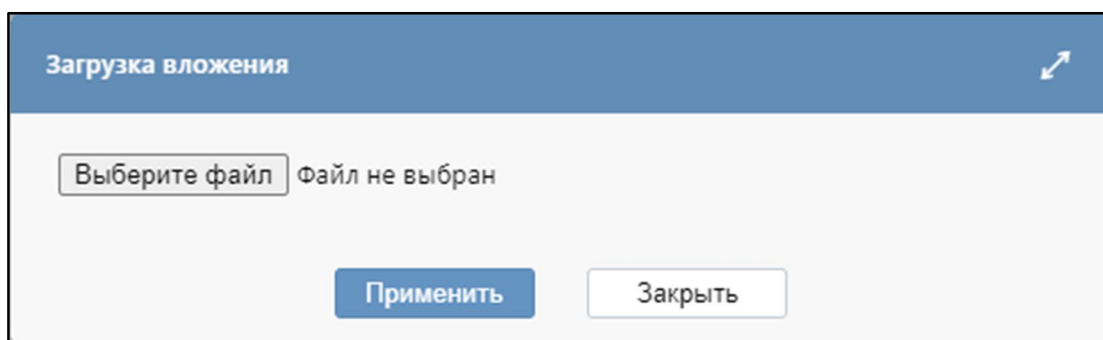 Загрузка вложения
Выберите файл Файл не выбран
Применить Закрыть